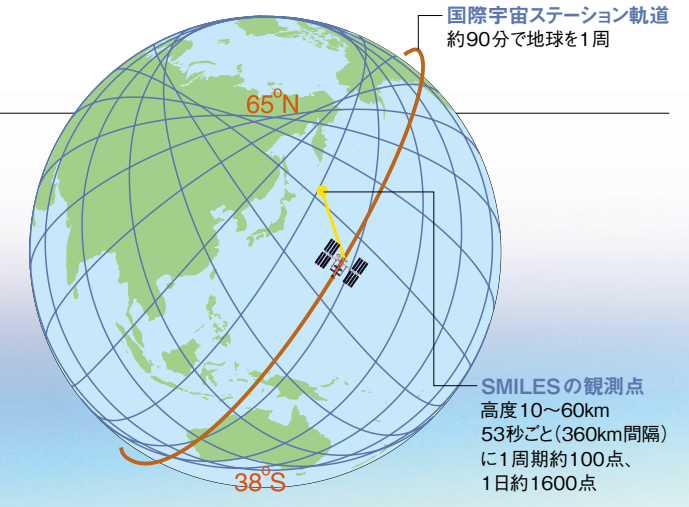 国際宇宙ステーション軌道
約90分で地球を1周
65°N
SMILESの観測点
高度10～60km
53秒ごと(360km間隔)
に1周期約100点、
1日約1600点
38°S